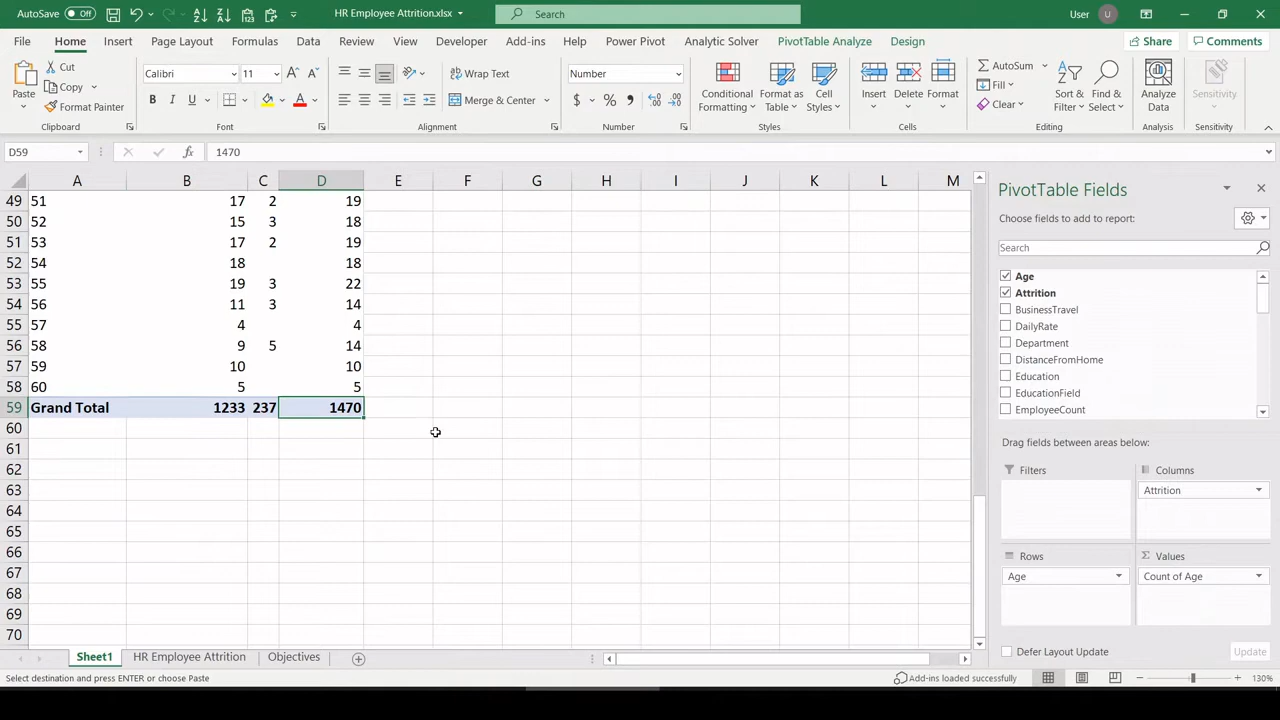 AutoSave Off HR Employee Attrition.xlsx Search User U
File Home Insert Page Layout Formulas Data Review View Developer Add-ins Help Power Pivot Analytic Solver PivotTable Analyze Design Share Comments
Paste Cut Copy Format Painter Clipboard
Calibri 11 B I U A Font
Wrap Text Merge & Center Alignment
Number $ % , Number
Conditional Formatting Format as Table Cell Styles Styles
Insert Delete Format Cells
AutoSum Fill Clear Sort & Filter Find & Select Editing
Analyze Data Analysis
Sensitivity Sensitivity
D59 fx 1470
A B C D E F G H I J K L M
49 51 17 2 19
50 52 15 3 18
51 53 17 2 19
52 54 18 18
53 55 19 3 22
54 56 11 3 14
55 57 4 4
56 58 9 5 14
57 59 10 10
58 60 5 5
59 Grand Total 1233 237 1470
60
61
62
63
64
65
66
67
68
69
70
PivotTable Fields
Choose fields to add to report:
Search
Age
Attrition
BusinessTravel
DailyRate
Department
DistanceFromHome
Education
EducationField
EmployeeCount
Drag fields between areas below:
Filters Columns
Attrition
Rows Σ Values
Age Count of Age
Defer Layout Update Update
Sheet1 HR Employee Attrition Objectives
Select destination and press ENTER or choose Paste Add-ins loaded successfully 130%